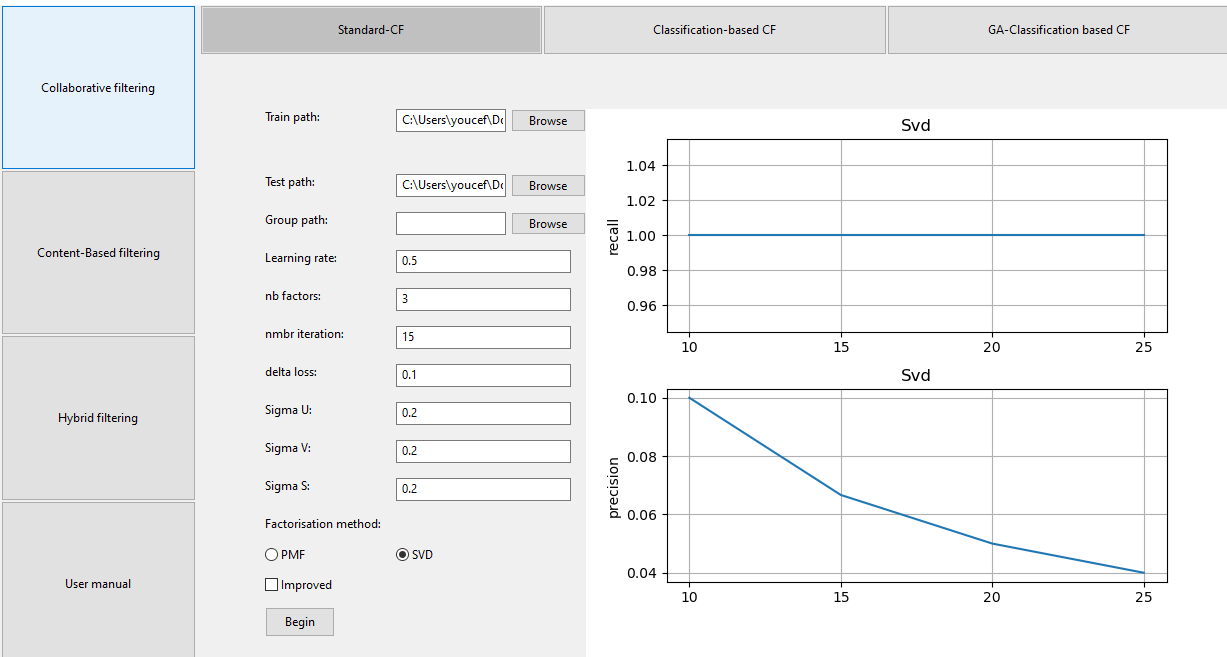 Standard-CF
Classification-based CF
GA-Classification based CF
Collaborative filtering
Content-Based filtering
Hybrid filtering
User manual
Train path:
C:\Users\youcef\Do
Browse
Test path:
C:\Users\youcef\Do
Browse
Group path:
Browse
Learning rate:
0.5
nb factors:
3
nmbr iteration:
15
delta loss:
0.1
Sigma U:
0.2
Sigma V:
0.2
Sigma S:
0.2
Factorisation method:
PMF
SVD
Improved
Begin
Svd
recall
1.04
1.02
1.00
0.98
0.96
10 15 20 25
Svd
precision
0.10
0.08
0.06
0.04
10 15 20 25